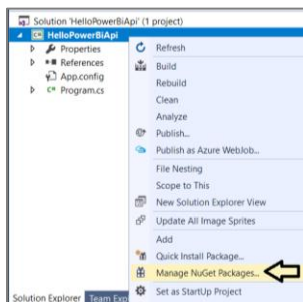 Solution 'HelloPowerBiApi' (1 project)
HelloPowerBiApi
Properties
References
App.config
Program.cs
Refresh
Build
Rebuild
Clean
Analyze
Publish...
Publish as Azure WebJob...
File Nesting
Scope to This
New Solution Explorer View
Update All Image Sprites
Add
Quick Install Package...
Manage NuGet Packages...
Set as StartUp Project
Solution Explorer Team Exp